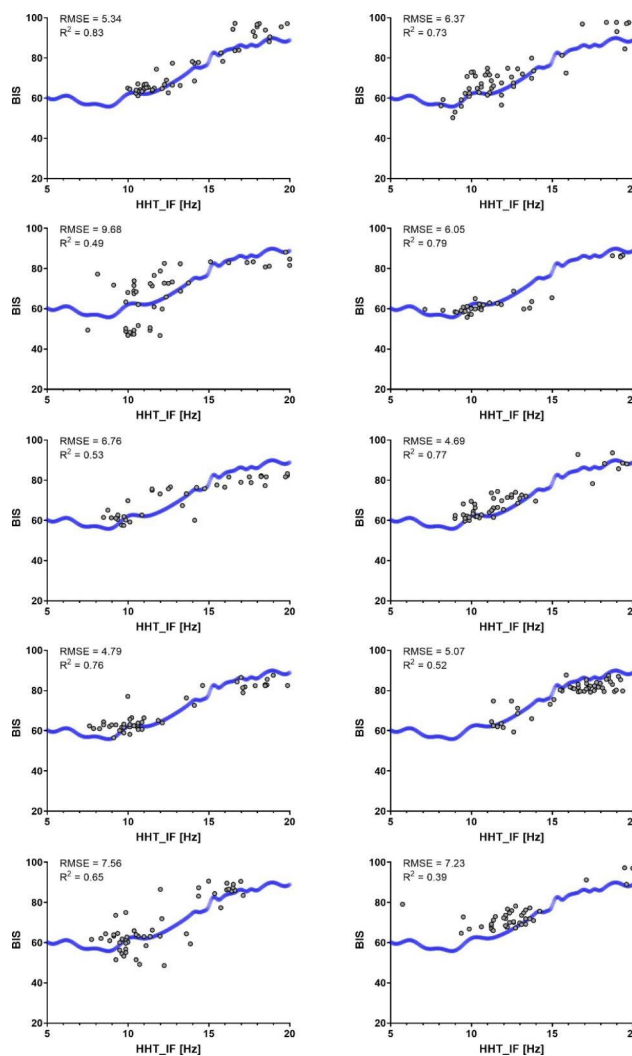 RMSE = 5.34
R² = 0.83
100
80
60
40
20
BIS
5 10 15 20
HHT_IF [Hz]
RMSE = 6.37
R² = 0.73
100
80
60
40
20
BIS
5 10 15 20
HHT_IF [Hz]
RMSE = 9.68
R² = 0.49
100
80
60
40
20
BIS
5 10 15 20
HHT_IF [Hz]
RMSE = 6.05
R² = 0.79
100
80
60
40
20
BIS
5 10 15 20
HHT_IF [Hz]
RMSE = 6.76
R² = 0.53
100
80
60
40
20
BIS
5 10 15 20
HHT_IF [Hz]
RMSE = 4.69
R² = 0.77
100
80
60
40
20
BIS
5 10 15 20
HHT_IF [Hz]
RMSE = 4.79
R² = 0.76
100
80
60
40
20
BIS
5 10 15 20
HHT_IF [Hz]
RMSE = 5.07
R² = 0.52
100
80
60
40
20
BIS
5 10 15 20
HHT_IF [Hz]
RMSE = 7.56
R² = 0.65
100
80
60
40
20
BIS
5 10 15 20
HHT_IF [Hz]
RMSE = 7.23
R² = 0.39
100
80
60
40
20
BIS
5 10 15 20
HHT_IF [Hz]